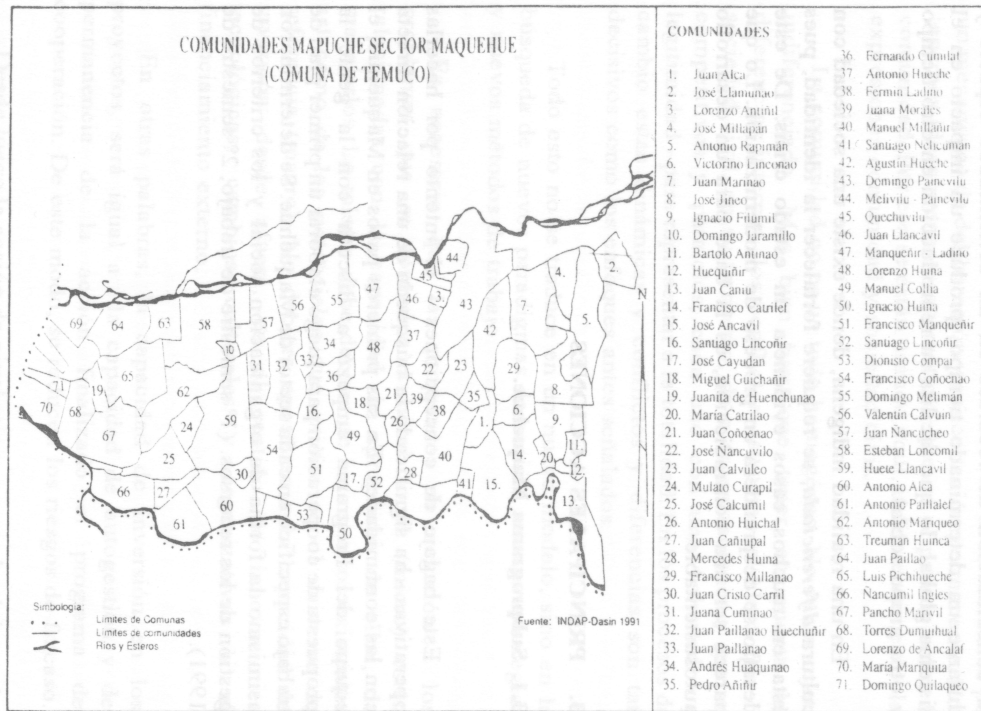 COMUNIDADES MAPUCHE SECTOR MAQUEHUE
(COMUNA DE TEMUCO)
44
45
4.
2.
69
64
63
58
57
56
55
47
46
3.
43
7.
5.
42
N
10
34
37
31
32
33
48
22
23
29
71
19
65
36
8.
70
68
62
59
16.
18.
21
39
35
6.
9.
67
24
26
38
1.
11.
25
54
49
40
14.
20.
12.
30
51
17.
52
28
41
15.
13.
66
27
60
53
61
50
Simbología:
Límites de Comunas
Límites de comunidades
Ríos y Esteros
Fuente: INDAP-Dasin 1991
COMUNIDADES
1. Juan Alca
2. José Llamunao
3. Lorenzo Antiñil
4. José Millapán
5. Antonio Rapimán
6. Victorino Linconao
7. Juan Marinao
8. José Jineo
9. Ignacio Filumil
10. Domingo Jaramillo
11. Bartolo Antinao
12. Huequiñir
13. Juan Caniu
14. Francisco Catrilef
15. José Ancavil
16. Santiago Lincoñir
17. José Cayudan
18. Miguel Guichañir
19. Juanita de Huenchunao
20. María Catrilao
21. Juan Coñoenao
22. José Ñancuvilo
23. Juan Calvuleo
24. Mulato Curapil
25. José Calcumil
26. Antonio Huichal
27. Juan Cañiupal
28. Mercedes Huina
29. Francisco Millanao
30. Juan Cristo Carril
31. Juana Cuminao
32. Juan Paillanao Huechuñir
33. Juan Paillanao
34. Andrés Huaquinao
35. Pedro Añiñir
36. Fernando Cumilaf
37. Antonio Hueche
38. Fermín Ladino
39. Juana Morales
40. Manuel Millañir
41. Santiago Nelicuman
42. Agustín Hueche
43. Domingo Painevilu
44. Melivilu - Painevilu
45. Quechuvilu
46. Juan Llancavil
47. Manqueñir - Ladino
48. Lorenzo Huina
49. Manuel Collia
50. Ignacio Huina
51. Francisco Manqueñir
52. Santiago Lincoñir
53. Dionisio Compai
54. Francisco Coñoenao
55. Domingo Melimán
56. Valentín Calvuin
57. Juan Ñancucheo
58. Esteban Loncomil
59. Huete Llancavil
60. Antonio Alca
61. Antonio Paillalef
62. Antonio Mariqueo
63. Treuman Huinca
64. Juan Paillao
65. Luis Pichihueche
66. Ñancumil Ingles
67. Pancho Marivil
68. Torres Dumuihual
69. Lorenzo de Ancalaf
70. María Mariquita
71. Domingo Quilaqueo